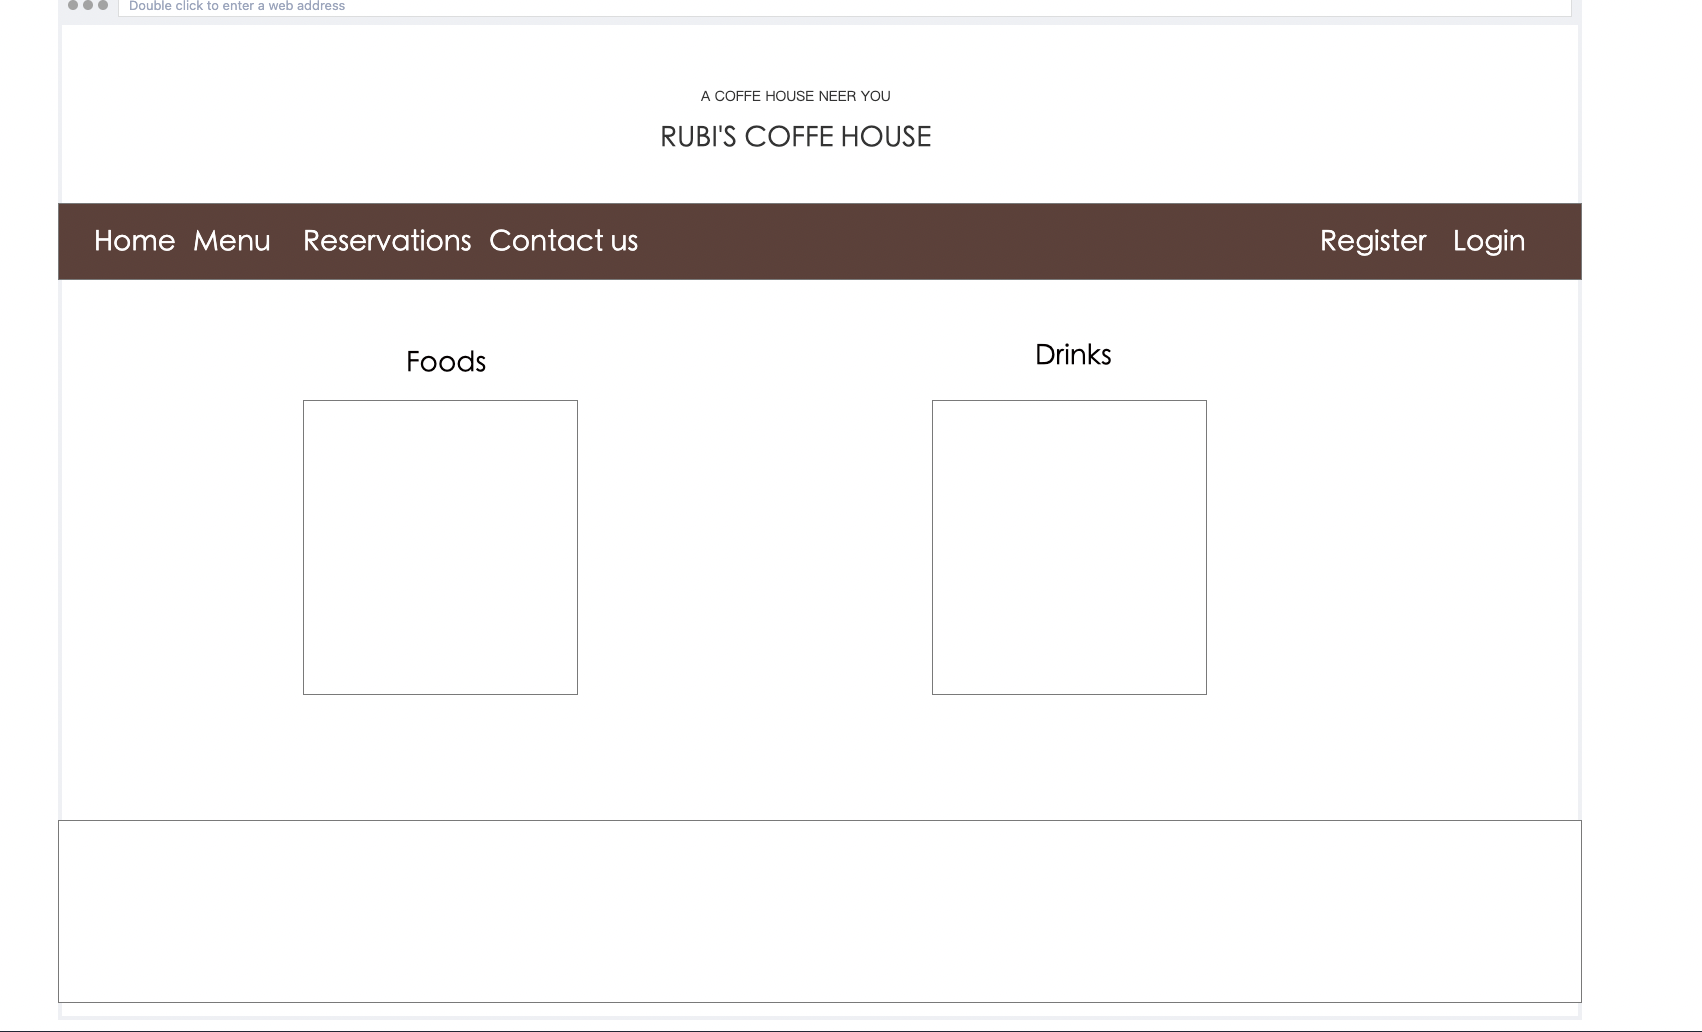 Double click to enter a web address
A COFFE HOUSE NEER YOU
RUBI'S COFFE HOUSE
Home Menu Reservations Contact us Register Login
Foods Drinks